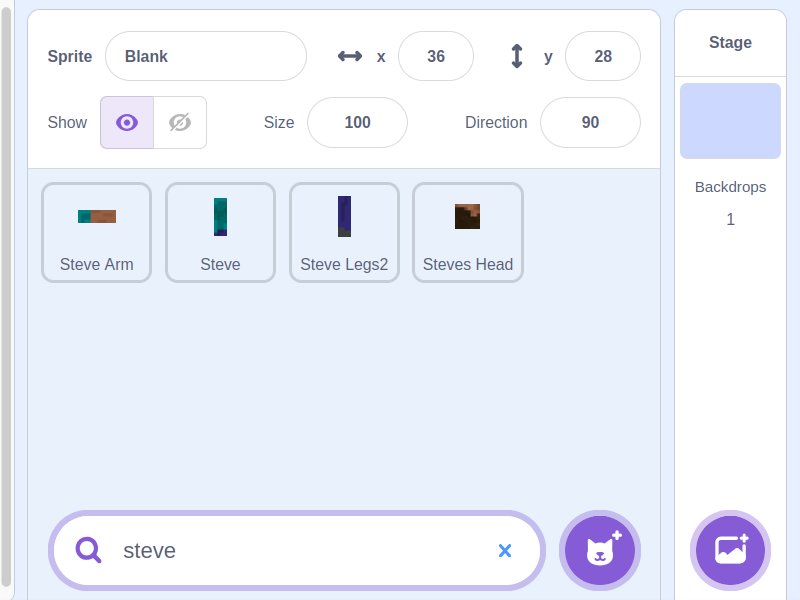 Sprite Blank x 36 y 28 Stage
Show Size 100 Direction 90
Backdrops
1
Steve Arm Steve Steve Legs2 Steves Head
steve